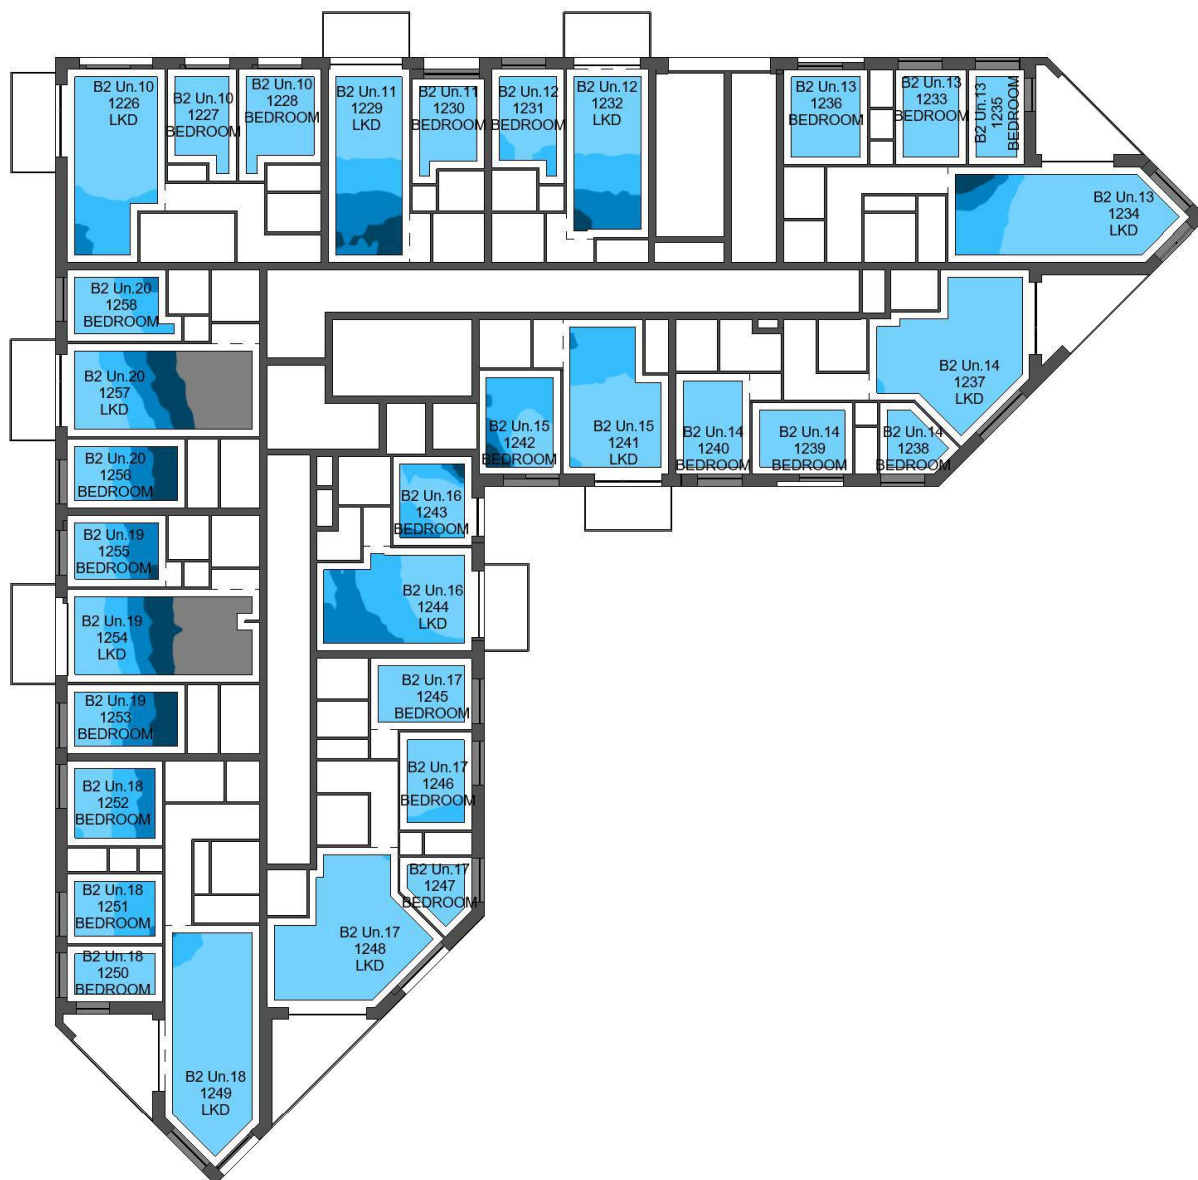 B2 Un.10
1226
LKD
B2 Un.10
1227
BEDROOM
B2 Un.10
1228
BEDROOM
B2 Un.11
1229
LKD
B2 Un.11
1230
BEDROOM
B2 Un.12
1231
BEDROOM
B2 Un.12
1232
LKD
B2 Un.13
1236
BEDROOM
B2 Un.13
1233
BEDROOM
B2 Un.13
1235
BEDROOM
B2 Un.13
1234
LKD
B2 Un.20
1258
BEDROOM
B2 Un.20
1257
LKD
B2 Un.14
1237
LKD
B2 Un.15
1242
BEDROOM
B2 Un.15
1241
LKD
B2 Un.14
1240
BEDROOM
B2 Un.14
1239
BEDROOM
B2 Un.14
1238
BEDROOM
B2 Un.20
1256
BEDROOM
B2 Un.16
1243
BEDROOM
B2 Un.19
1255
BEDROOM
B2 Un.16
1244
LKD
B2 Un.19
1254
LKD
B2 Un.17
1245
BEDROOM
B2 Un.19
1253
BEDROOM
B2 Un.17
1246
BEDROOM
B2 Un.18
1252
BEDROOM
B2 Un.17
1247
BEDROOM
B2 Un.18
1251
BEDROOM
B2 Un.17
1248
LKD
B2 Un.18
1250
BEDROOM
B2 Un.18
1249
LKD